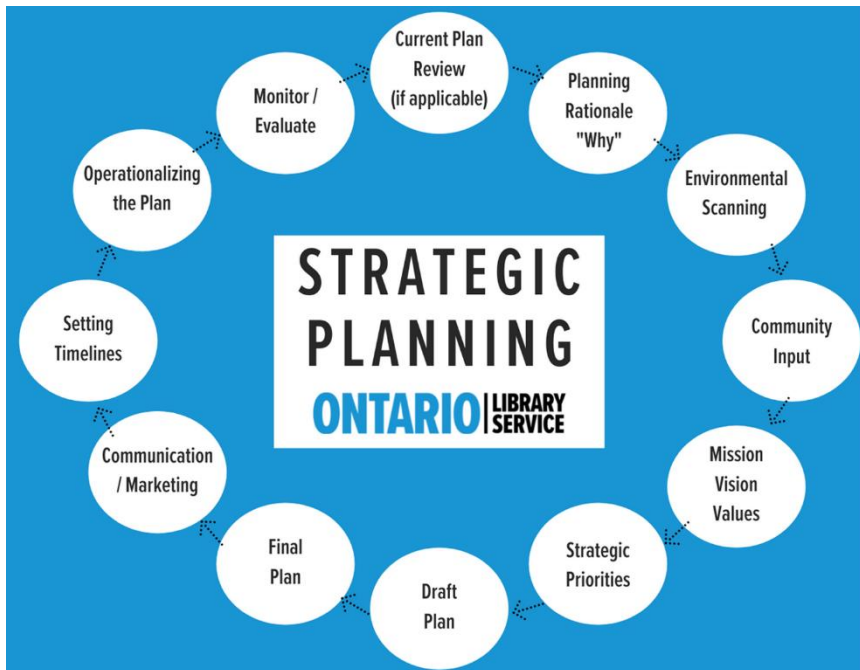 Current Plan
Review
(if applicable)
Planning
Rationale
"Why"
Environmental
Scanning
Community
Input
Mission
Vision
Values
Strategic
Priorities
Draft
Plan
Final
Plan
Communication
/ Marketing
Setting
Timelines
Operationalizing
the Plan
Monitor /
Evaluate
STRATEGIC
PLANNING
ONTARIO | LIBRARY
SERVICE